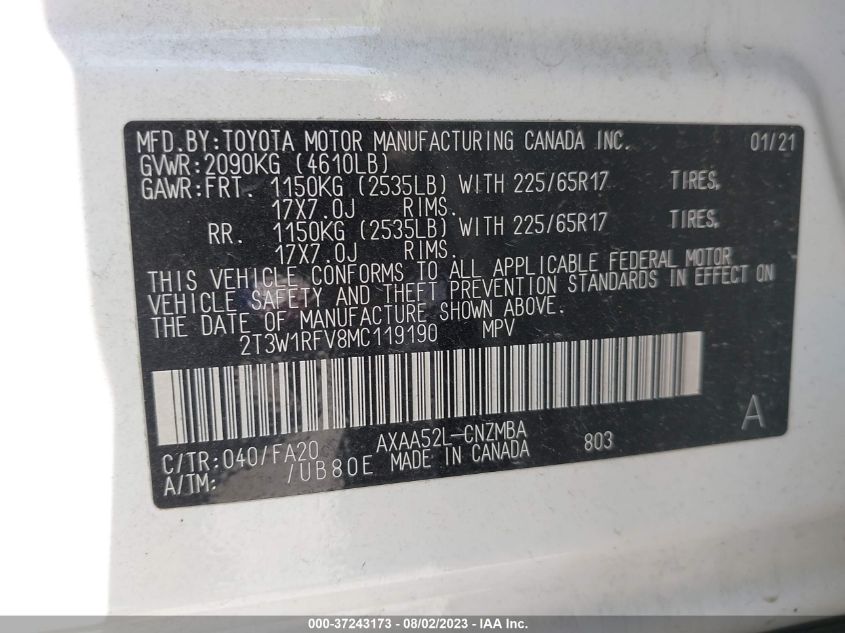 MFD.BY:TOYOTA MOTOR MANUFACTURING CANADA INC. 01/21
GVWR:2090KG (4610LB)
GAWR:FRT. 1150KG (2535LB) WITH 225/65R17 TIRES,
17X7.0J RIMS.
RR. 1150KG (2535LB) WITH 225/65R17 TIRES,
17X7.0J RIMS.
THIS VEHICLE CONFORMS TO ALL APPLICABLE FEDERAL MOTOR
VEHICLE SAFETY AND THEFT PREVENTION STANDARDS IN EFFECT ON
THE DATE OF MANUFACTURE SHOWN ABOVE.
2T3W1RFV8MC119190 MPV
A
C/TR:040/FA20 AXAA52L-CNZMBA 803
A/TM: /UB80E MADE IN CANADA
000-37243173 - 08/02/2023 - IAA Inc.